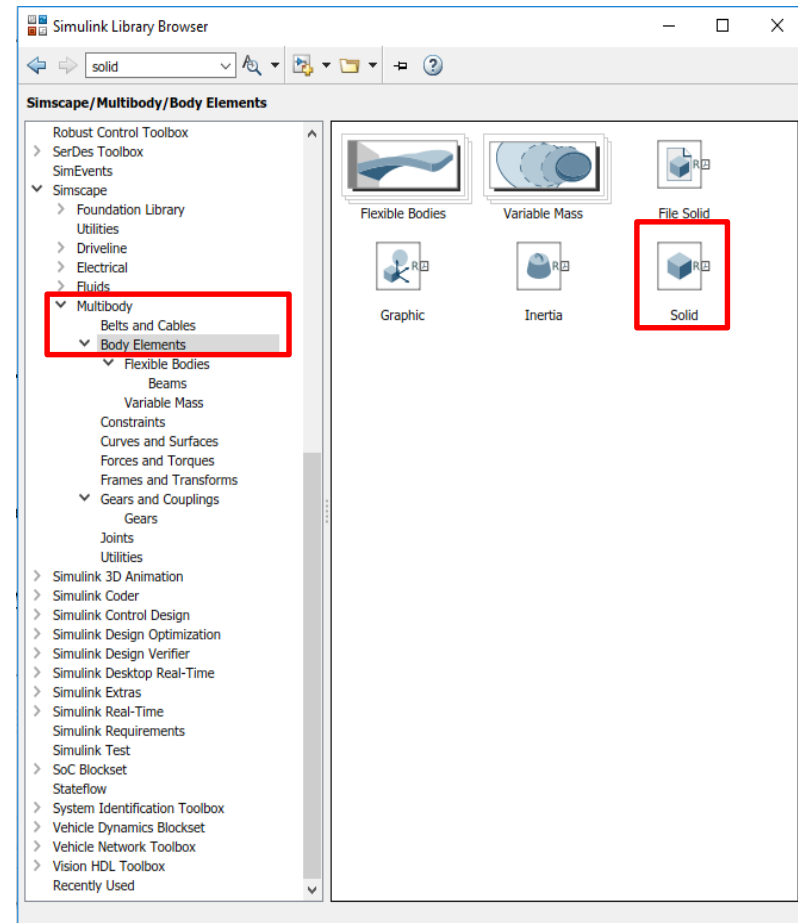 Simulink Library Browser
solid
Simscape/Multibody/Body Elements
Robust Control Toolbox
SerDes Toolbox
SimEvents
Simscape
Foundation Library
Utilities
Driveline
Electrical
Fluids
Multibody
Belts and Cables
Body Elements
Flexible Bodies
Beams
Variable Mass
Constraints
Curves and Surfaces
Forces and Torques
Frames and Transforms
Gears and Couplings
Gears
Joints
Utilities
Simulink 3D Animation
Simulink Coder
Simulink Control Design
Simulink Design Optimization
Simulink Design Verifier
Simulink Desktop Real-Time
Simulink Extras
Simulink Real-Time
Simulink Requirements
Simulink Test
SoC Blockset
Stateflow
System Identification Toolbox
Vehicle Dynamics Blockset
Vehicle Network Toolbox
Vision HDL Toolbox
Recently Used
R
Flexible Bodies Variable Mass File Solid
R R R
Graphic Inertia Solid